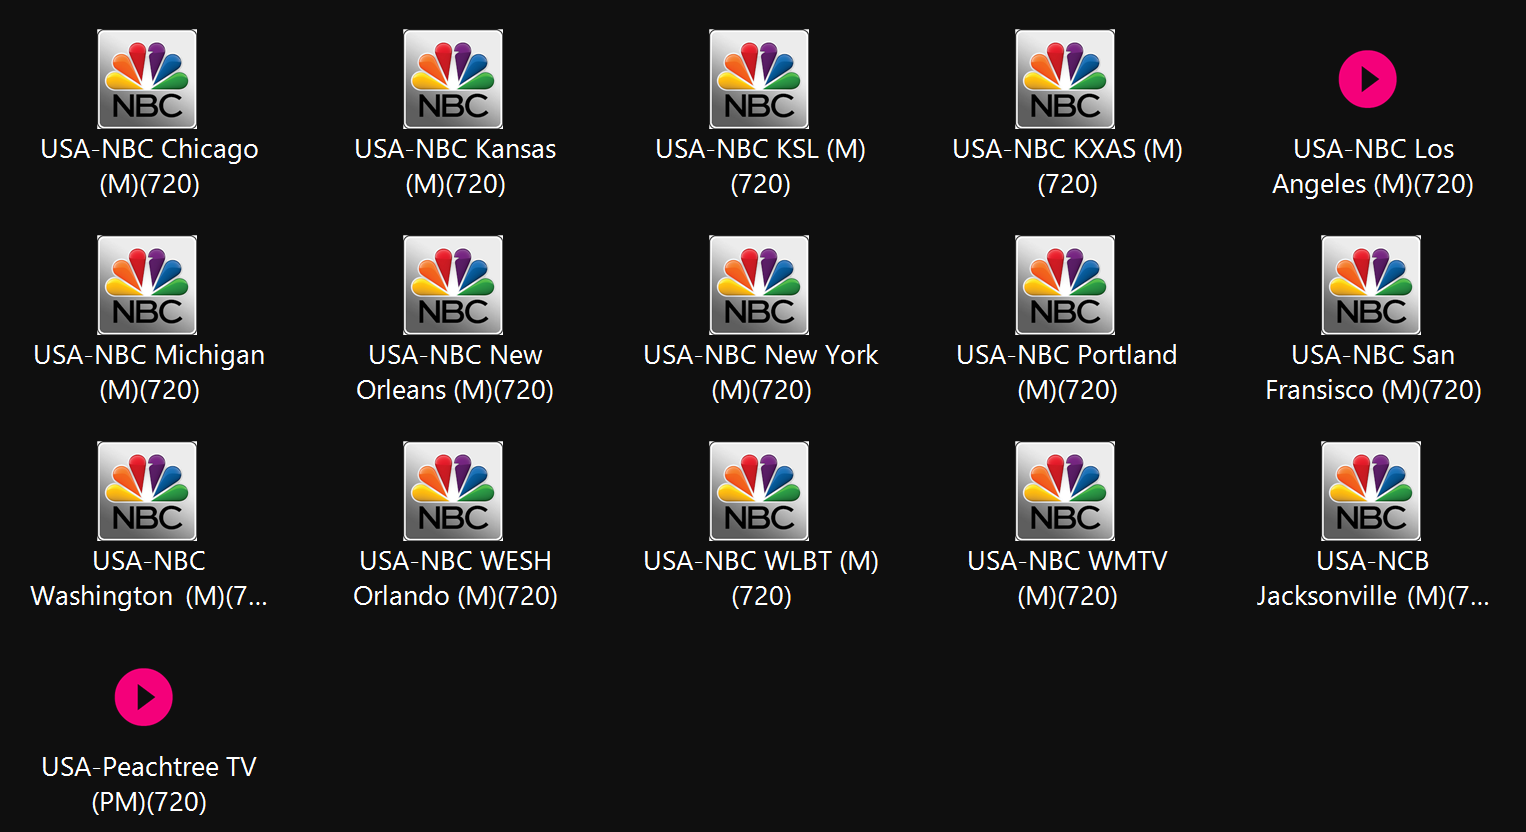 NBC
USA-NBC Chicago
(M)(720)
NBC
USA-NBC Kansas
(M)(720)
NBC
USA-NBC KSL (M)
(720)
NBC
USA-NBC KXAS (M)
(720)
USA-NBC Los
Angeles (M)(720)
NBC
USA-NBC Michigan
(M)(720)
NBC
USA-NBC New
Orleans (M)(720)
NBC
USA-NBC New York
(M)(720)
NBC
USA-NBC Portland
(M)(720)
NBC
USA-NBC San
Fransisco (M)(720)
NBC
USA-NBC
Washington (M)(7...
NBC
USA-NBC WESH
Orlando (M)(720)
NBC
USA-NBC WLBT (M)
(720)
NBC
USA-NBC WMTV
(M)(720)
NBC
USA-NCB
Jacksonville (M)(7...
USA-Peachtree TV
(PM)(720)